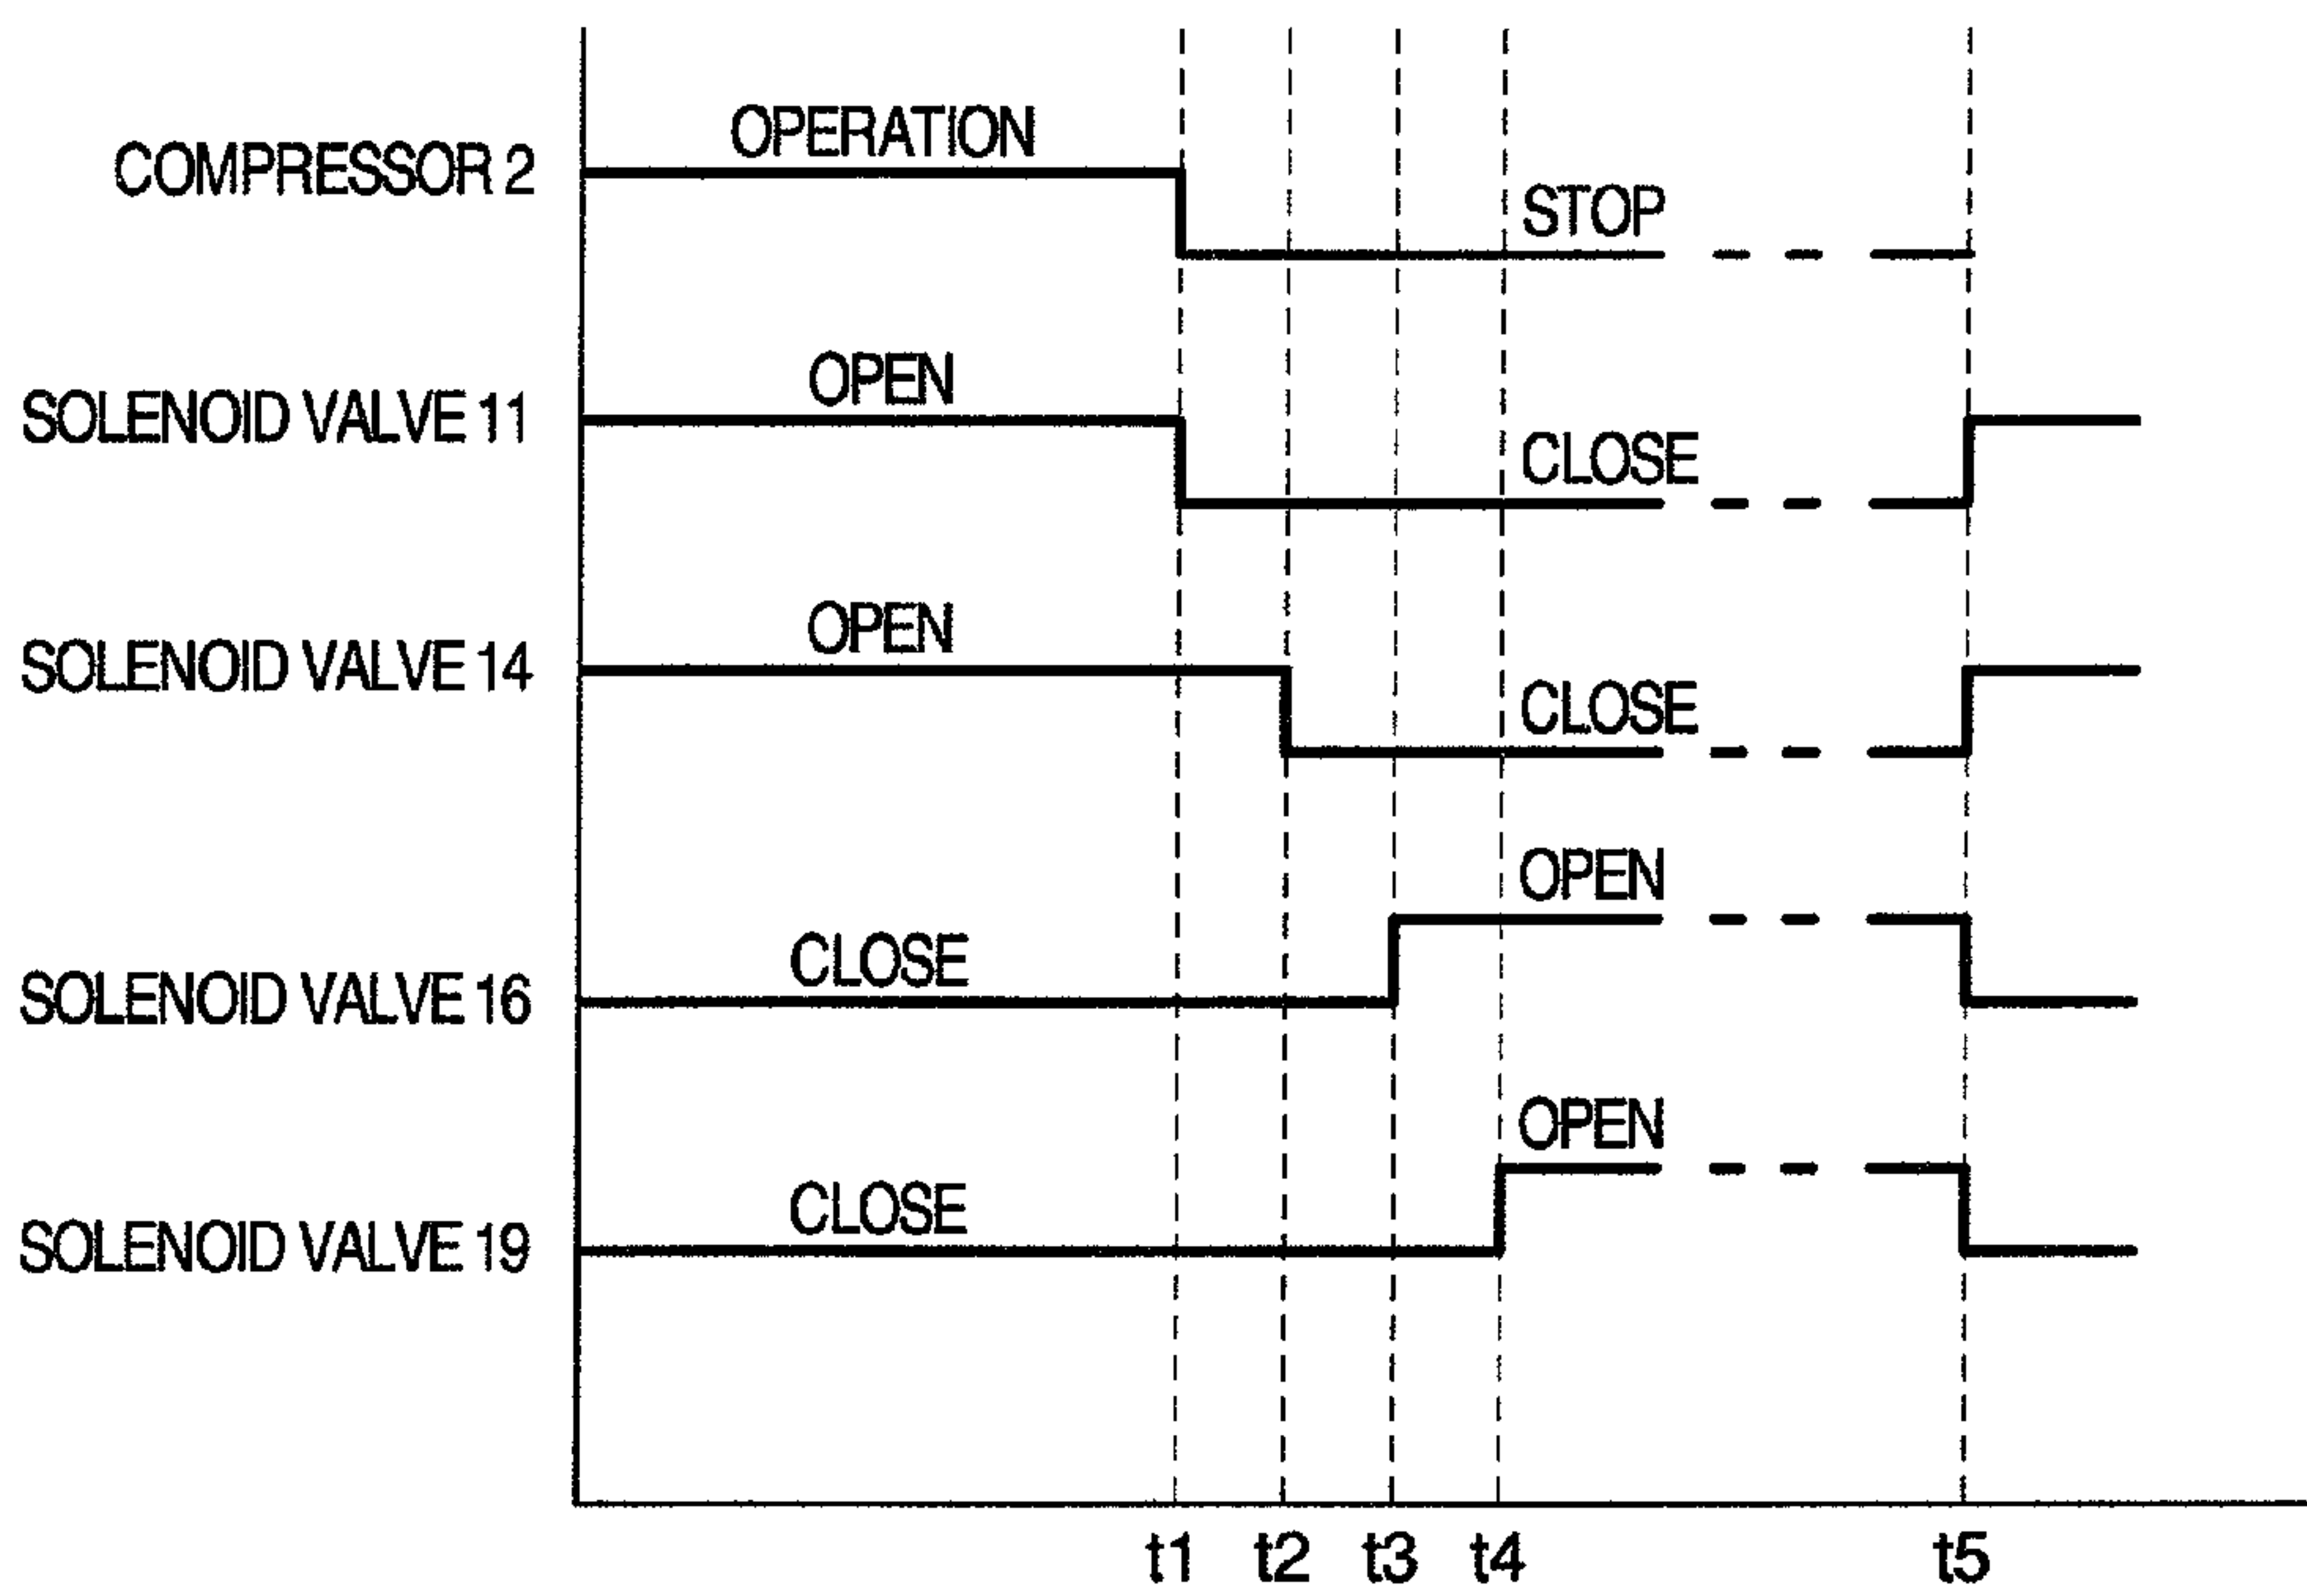 OPERATION
COMPRESSOR 2
STOP
OPEN
SOLENOID VALVE 11
CLOSE
OPEN
SOLENOID VALVE 14
CLOSE
OPEN
CLOSE
SOLENOID VALVE 16
OPEN
CLOSE
SOLENOID VALVE 19
t1 t2 t3 t4 t5